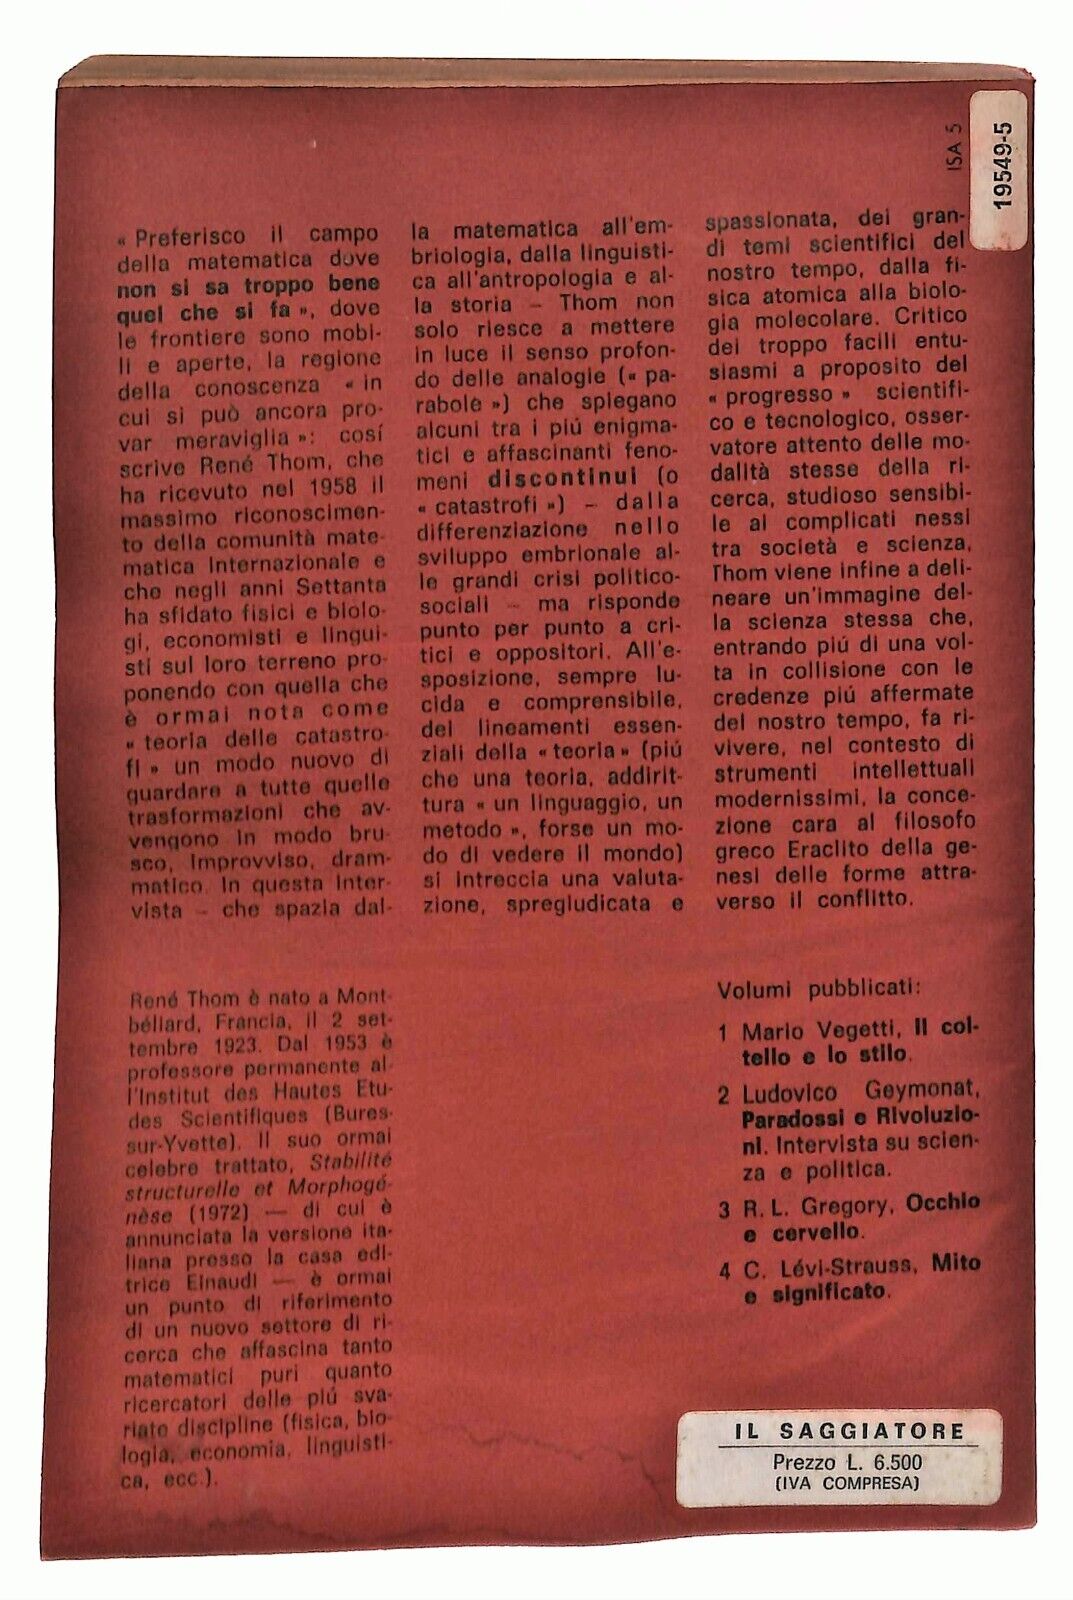 ISA 5
19549-5
« Preferisco il campo
della matematica dove
non si sa troppo bene
quel che si fa », dove
le frontiere sono mobi-
li e aperte, la regione
della conoscenza « in
cui si può ancora pro-
var meraviglia »: cosí
scrive René Thom, che
ha ricevuto nel 1958 il
massimo riconoscimen-
to della comunità mate-
matica internazionale e
che negli anni Settanta
ha sfidato fisici e biolo-
gi, economisti e lingui-
sti sul loro terreno pro-
ponendo con quella che
è ormai nota come
« teoria delle catastro-
fi » un modo nuovo di
guardare a tutte quelle
trasformazioni che av-
vengono in modo bru-
sco, improvviso, dram-
matico. In questa inter-
vista – che spazia dal-
la matematica all'em-
briologia, dalla linguisti-
ca all'antropologia e al-
la storia – Thom non
solo riesce a mettere
in luce il senso profon-
do delle analogie (« pa-
rabole ») che spiegano
alcuni tra i piú enigma-
tici e affascinanti feno-
meni discontinui (o
« catastrofi ») – dalla
differenziazione nello
sviluppo embrionale al-
le grandi crisi politico-
sociali – ma risponde
punto per punto a cri-
tici e oppositori. All'e-
sposizione, sempre lu-
cida e comprensibile,
dei lineamenti essen-
ziali della « teoria » (piú
che una teoria, addirit-
tura « un linguaggio, un
metodo », forse un mo-
do di vedere il mondo)
si intreccia una valuta-
zione, spregiudicata e
spassionata, dei gran-
di temi scientifici del
nostro tempo, dalla fi-
sica atomica alla biolo-
gia molecolare. Critico
dei troppo facili entu-
siasmi a proposito del
« progresso » scientifi-
co e tecnologico, osser-
vatore attento delle mo-
dalità stesse della ri-
cerca, studioso sensibi-
le ai complicati nessi
tra società e scienza,
Thom viene infine a deli-
neare un'immagine del-
la scienza stessa che,
entrando piú di una vol-
ta in collisione con le
credenze piú affermate
del nostro tempo, fa ri-
vivere, nel contesto di
strumenti intellettuali
modernissimi, la conce-
zione cara al filosofo
greco Eraclito della ge-
nesi delle forme attra-
verso il conflitto.
René Thom è nato a Mont-
béliard, Francia, il 2 set-
tembre 1923. Dal 1953 è
professore permanente al-
l'Institut des Hautes Etu-
des Scientifiques (Bures-
sur-Yvette). Il suo ormai
celebre trattato, Stabilité
structurelle et Morphogé-
nèse (1972) — di cui è
annunciata la versione ita-
liana presso la casa edi-
trice Einaudi — è ormai
un punto di riferimento
di un nuovo settore di ri-
cerca che affascina tanto
matematici puri quanto
ricercatori delle piú sva-
riate discipline (fisica, bio-
logia, economia, linguisti-
ca, ecc.).
Volumi pubblicati:
1 Mario Vegetti, Il col-
tello e lo stilo.
2 Ludovico Geymonat,
Paradossi e Rivoluzio-
ni. Intervista su scien-
za e politica.
3 R. L. Gregory, Occhio
e cervello.
4 C. Lévi-Strauss, Mito
e significato.
IL SAGGIATORE
Prezzo L. 6.500
(IVA COMPRESA)